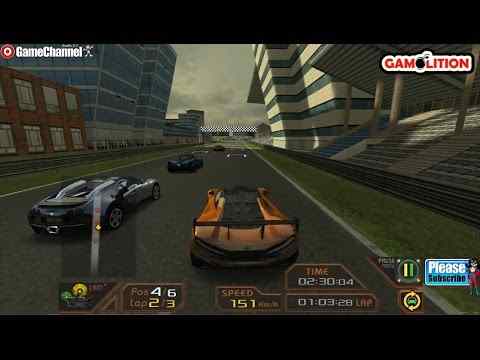 GameChannel
GAMOLITION
PAUSE
Please
Subscribe
Pos 4/6
Lap 2/3
SPEED
151 Km/h
TIME
02:30:04
01:03:28 LAP